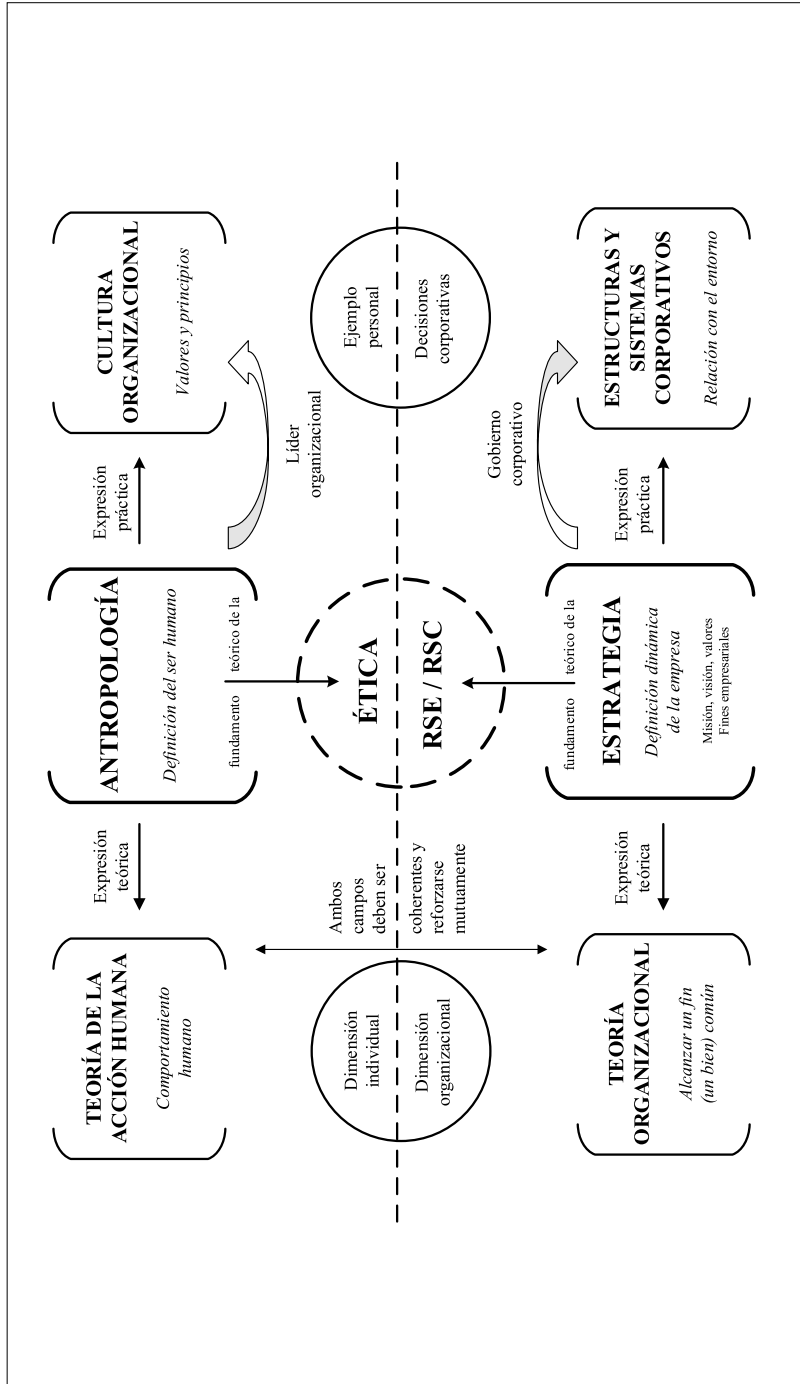 TEORÍA DE LA
ACCIÓN HUMANA
Comportamiento
humano
Expresión
teórica
ANTROPOLOGÍA
Definición del ser humano
fundamento teórico de la
Expresión
práctica
CULTURA
ORGANIZACIONAL
Valores y principios
Líder
organizacional
Dimensión
individual
Dimensión
organizacional
Ambos
campos
deben ser
coherentes y
reforzarse
mutuamente
ÉTICA
RSE / RSC
Ejemplo
personal
Decisiones
corporativas
Gobierno
corporativo
TEORÍA
ORGANIZACIONAL
Alcanzar un fin
(un bien) común
Expresión
teórica
fundamento teórico de la
ESTRATEGIA
Definición dinámica
de la empresa
Misión, visión, valores
Fines empresariales
Expresión
práctica
ESTRUCTURAS Y
SISTEMAS
CORPORATIVOS
Relación con el entorno